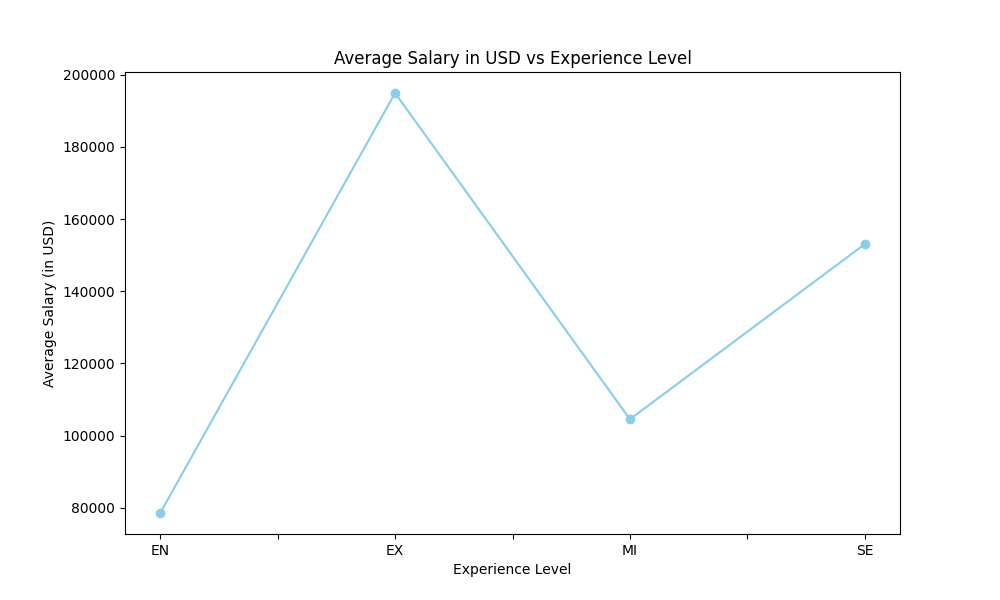 Average Salary in USD vs Experience Level
200000
180000
160000
140000
120000
100000
80000
Average Salary (in USD)
EN EX MI SE
Experience Level